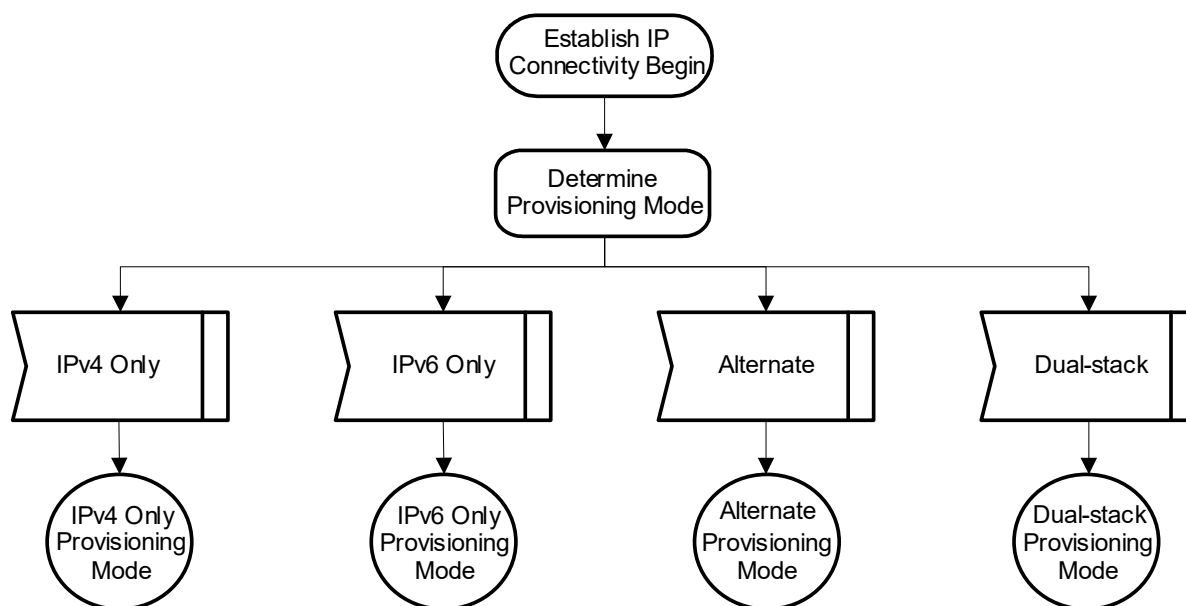 Establish IP
Connectivity Begin
Determine
Provisioning Mode
IPv4 Only
IPv6 Only
Alternate
Dual-stack
IPv4 Only
Provisioning
Mode
IPv6 Only
Provisioning
Mode
Alternate
Provisioning
Mode
Dual-stack
Provisioning
Mode